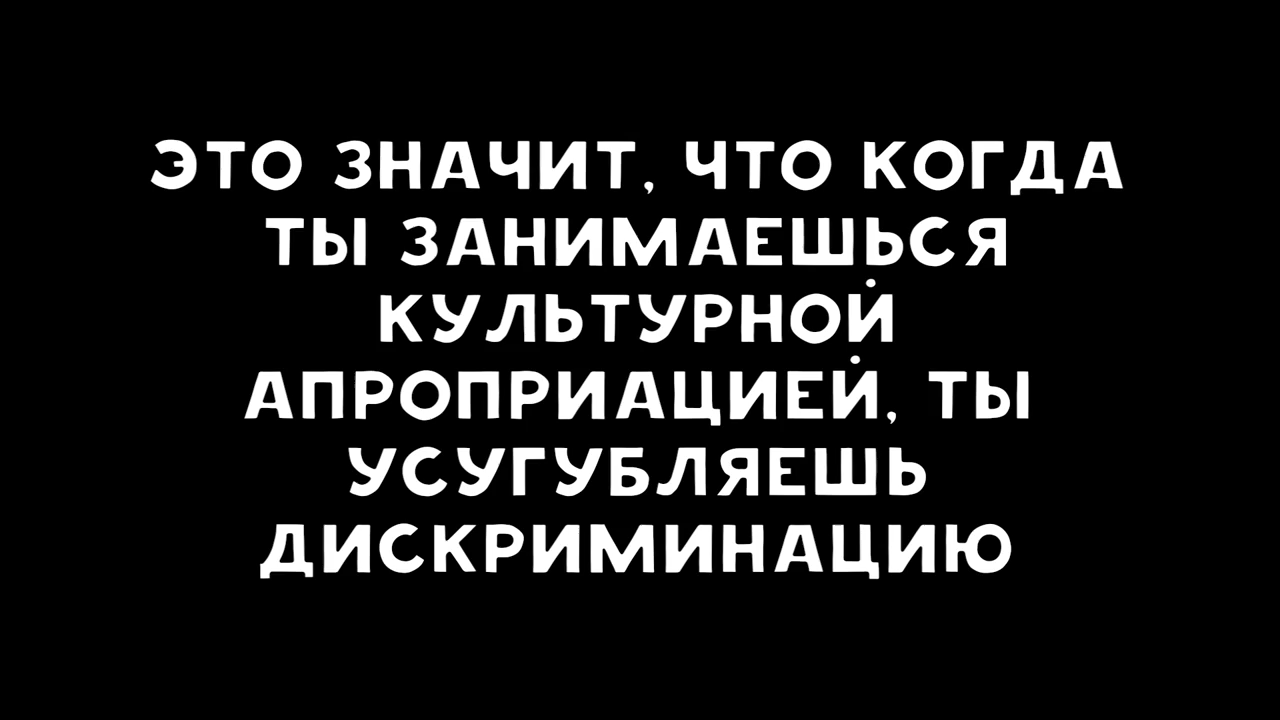 ЭТО ЗНАЧИТ, ЧТО КОГДА
ТЫ ЗАНИМАЕШЬСЯ
КУЛЬТУРНОЙ
АПРОПРИАЦИЕЙ, ТЫ
УСУГУБЛЯЕШЬ
ДИСКРИМИНАЦИЮ